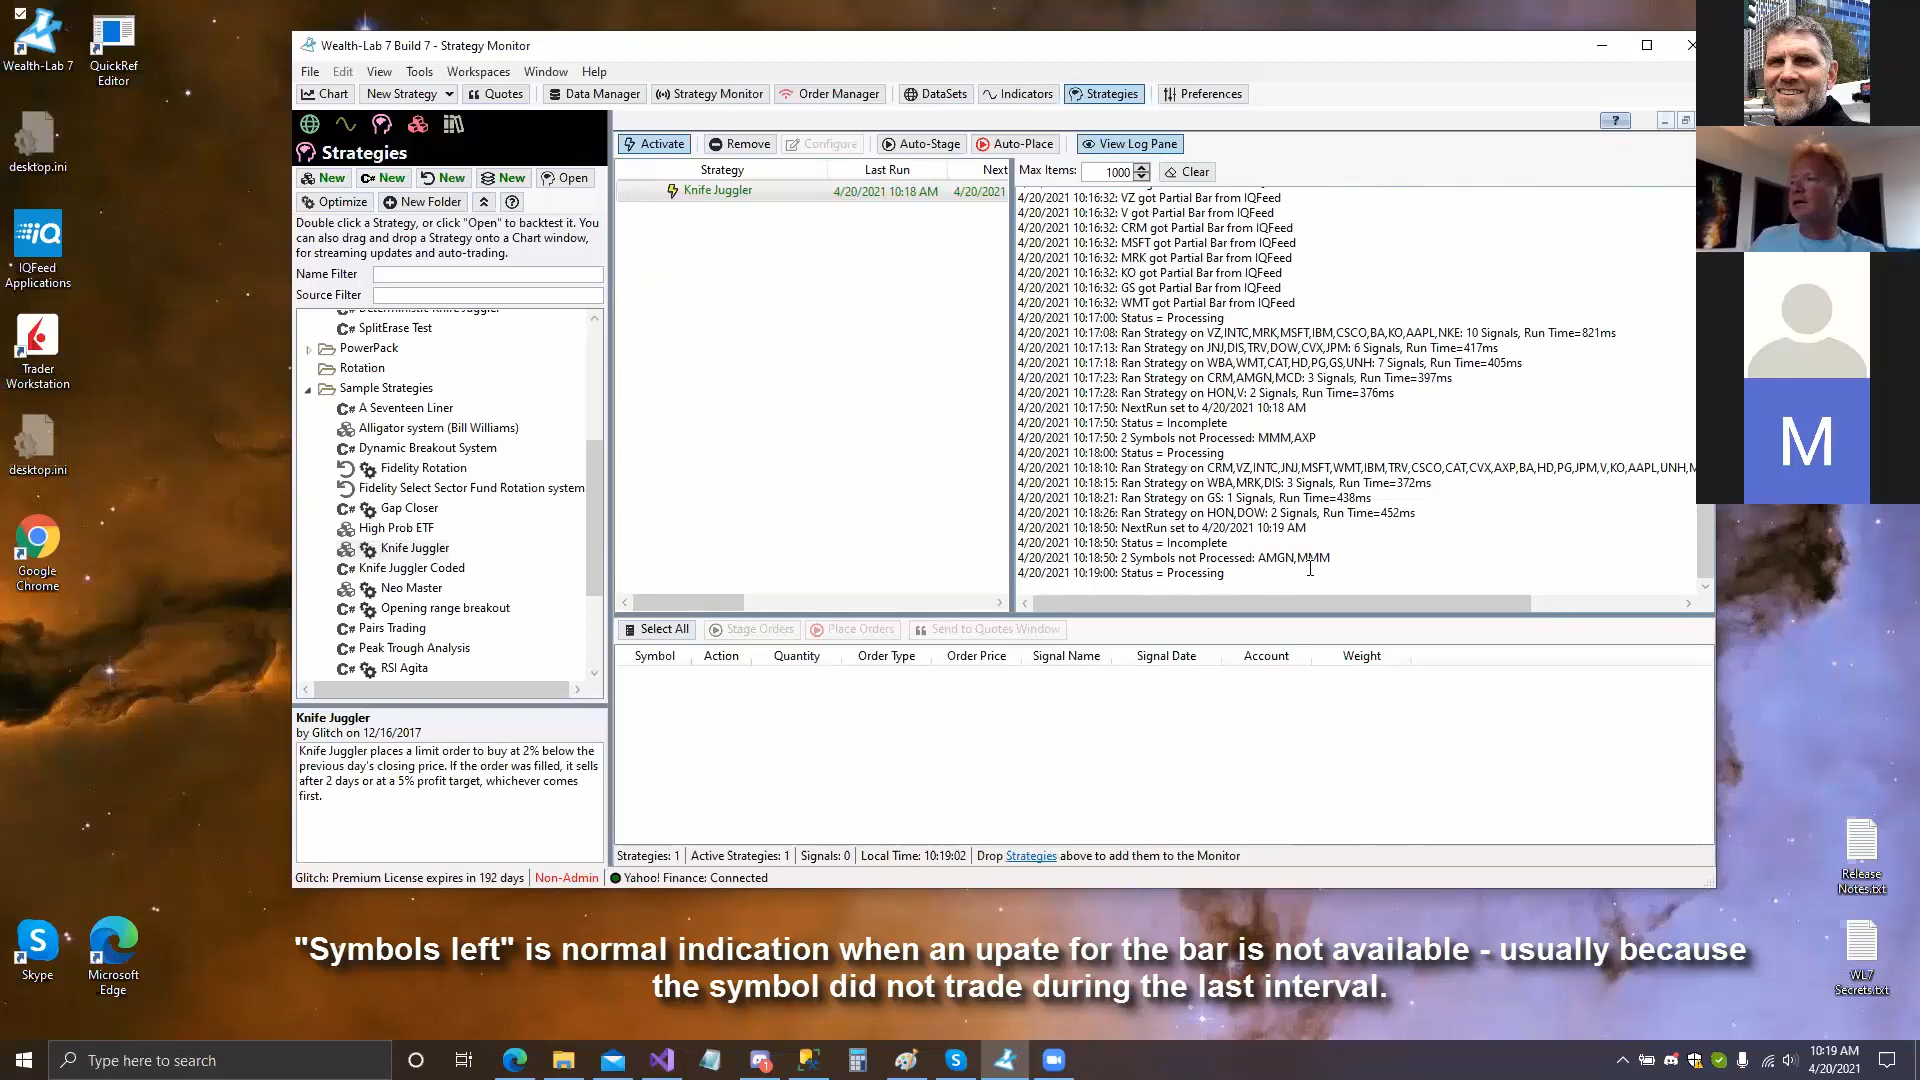 Wealth-Lab 7 Build 7 - Strategy Monitor
File Edit View Tools Workspaces Window Help
Chart New Strategy Quotes Data Manager Strategy Monitor Order Manager DataSets Indicators Strategies Preferences
Strategies
New New New New Open
Optimize New Folder
Double click a Strategy, or click "Open" to backtest it. You
can also drag and drop a Strategy onto a Chart window,
for streaming updates and auto-trading.
Name Filter
Source Filter
SplitErase Test
PowerPack
Rotation
Sample Strategies
C# A Seventeen Liner
Alligator system (Bill Williams)
C# Dynamic Breakout System
Fidelity Rotation
Fidelity Select Sector Fund Rotation system
C# Gap Closer
High Prob ETF
Knife Juggler
C# Knife Juggler Coded
Neo Master
C# Opening range breakout
C# Pairs Trading
C# Peak Trough Analysis
C# RSI Agita
Knife Juggler
by Glitch on 12/16/2017
Knife Juggler places a limit order to buy at 2% below the
previous day's closing price. If the order was filled, it sells
after 2 days or at a 5% profit target, whichever comes
first.
Activate Remove Configure Auto-Stage Auto-Place View Log Pane
Strategy Last Run Next
Knife Juggler 4/20/2021 10:18 AM 4/20/2021
Max Items: 1000 Clear
4/20/2021 10:16:32: VZ got Partial Bar from IQFeed
4/20/2021 10:16:32: V got Partial Bar from IQFeed
4/20/2021 10:16:32: CRM got Partial Bar from IQFeed
4/20/2021 10:16:32: MSFT got Partial Bar from IQFeed
4/20/2021 10:16:32: MRK got Partial Bar from IQFeed
4/20/2021 10:16:32: KO got Partial Bar from IQFeed
4/20/2021 10:16:32: GS got Partial Bar from IQFeed
4/20/2021 10:16:32: WMT got Partial Bar from IQFeed
4/20/2021 10:17:00: Status = Processing
4/20/2021 10:17:08: Ran Strategy on VZ,INTC,MRK,MSFT,IBM,CSCO,BA,KO,AAPL,NKE: 10 Signals, Run Time=821ms
4/20/2021 10:17:13: Ran Strategy on JNJ,DIS,TRV,DOW,CVX,JPM: 6 Signals, Run Time=417ms
4/20/2021 10:17:18: Ran Strategy on WBA,WMT,CAT,HD,PG,GS,UNH: 7 Signals, Run Time=405ms
4/20/2021 10:17:23: Ran Strategy on CRM,AMGN,MCD: 3 Signals, Run Time=397ms
4/20/2021 10:17:28: Ran Strategy on HON,V: 2 Signals, Run Time=376ms
4/20/2021 10:17:50: NextRun set to 4/20/2021 10:18 AM
4/20/2021 10:17:50: Status = Incomplete
4/20/2021 10:17:50: 2 Symbols not Processed: MMM,AXP
4/20/2021 10:18:00: Status = Processing
4/20/2021 10:18:10: Ran Strategy on CRM,VZ,INTC,JNJ,MSFT,WMT,IBM,TRV,CSCO,CAT,CVX,AXP,BA,HD,PG,JPM,V,KO,AAPL,UNH,M
4/20/2021 10:18:15: Ran Strategy on WBA,MRK,DIS: 3 Signals, Run Time=372ms
4/20/2021 10:18:21: Ran Strategy on GS: 1 Signals, Run Time=438ms
4/20/2021 10:18:26: Ran Strategy on HON,DOW: 2 Signals, Run Time=452ms
4/20/2021 10:18:50: NextRun set to 4/20/2021 10:19 AM
4/20/2021 10:18:50: Status = Incomplete
4/20/2021 10:18:50: 2 Symbols not Processed: AMGN,MMM
4/20/2021 10:19:00: Status = Processing
Select All Stage Orders Place Orders Send to Quotes Window
Symbol Action Quantity Order Type Order Price Signal Name Signal Date Account Weight
Strategies: 1 Active Strategies: 1 Signals: 0 Local Time: 10:19:02 Drop Strategies above to add them to the Monitor
Glitch: Premium License expires in 192 days Non-Admin Yahoo! Finance: Connected
Wealth-Lab 7
QuickRef
Editor
desktop.ini
IQ
IQFeed
Applications
Trader
Workstation
desktop.ini
Google
Chrome
Skype
Microsoft
Edge
M
Release
Notes.txt
WL7
Secrets.txt
"Symbols left" is normal indication when an upate for the bar is not available - usually because
the symbol did not trade during the last interval.
Type here to search
10:19 AM
4/20/2021